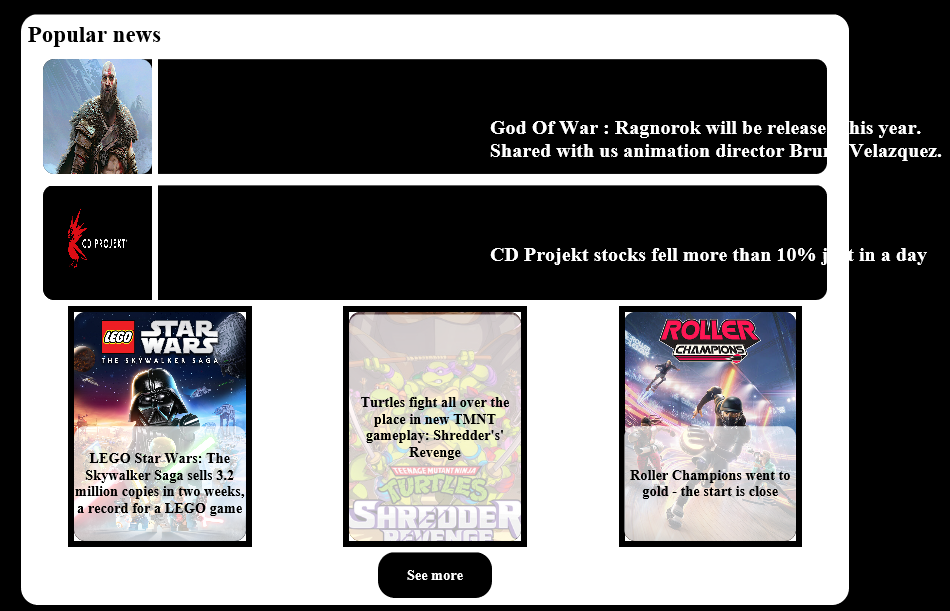 Popular news
God Of War : Ragnorok will be release his year.
Shared with us animation director Brun Velazquez.
CD PROJEKT
CD Projekt stocks fell more than 10% j t in a day
LEGO STAR WARS
THE SKYWALKER SAGA
LEGO Star Wars: The
Skywalker Saga sells 3.2
million copies in two weeks,
a record for a LEGO game
Turtles fight all over the
place in new TMNT
gameplay: Shredder's'
Revenge
TEENAGE MUTANT NINJA
TURTLES
SHREDDER
REVENGE
ROLLER
CHAMPIONS
Roller Champions went to
gold - the start is close
See more